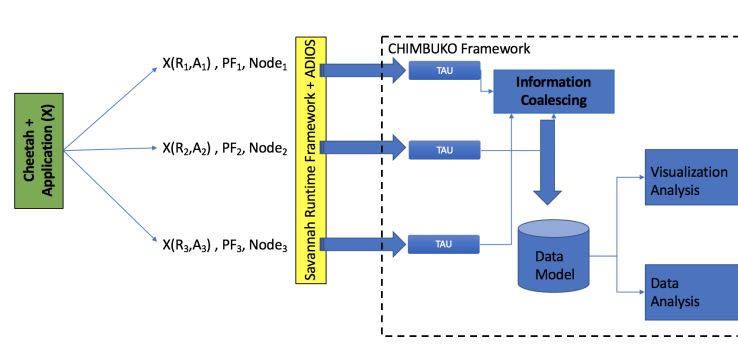 Cheetah +
Application (X)
X(R₁,A₁) , PF₁, Node₁
X(R₂,A₂) , PF₂, Node₂
X(R₃,A₃) , PF₃, Node₃
Savannah Runtime Framework + ADIOS
CHIMBUKO Framework
TAU
TAU
TAU
Information
Coalescing
Data
Model
Visualization
Analysis
Data
Analysis